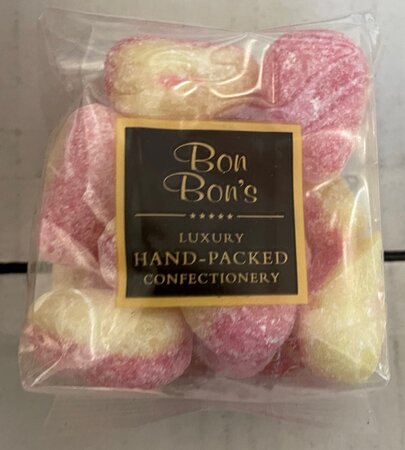 Bon
Bon's
LUXURY
HAND-PACKED
CONFECTIONERY